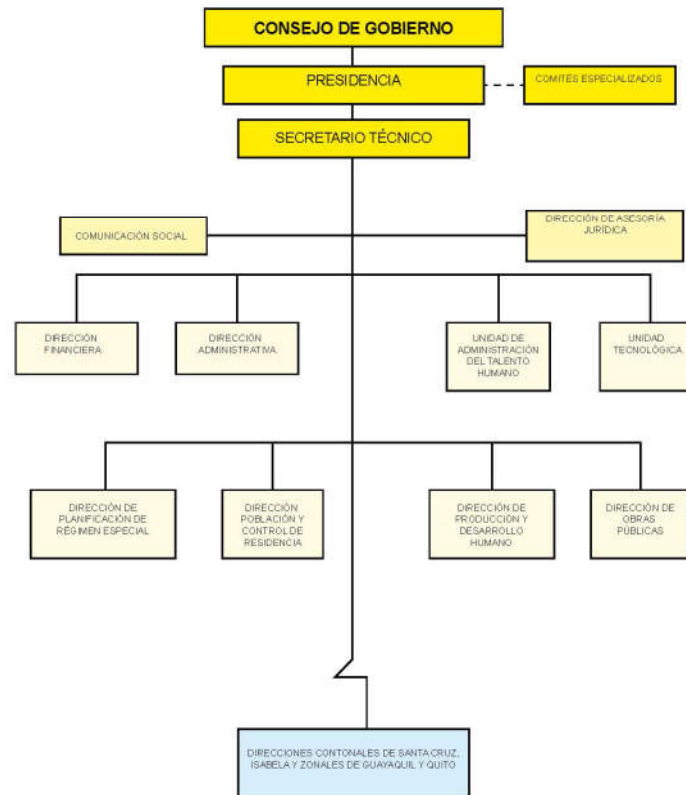 CONSEJO DE GOBIERNO
PRESIDENCIA
COMITÉS ESPECIALIZADOS
SECRETARIO TÉCNICO
COMUNICACIÓN SOCIAL
DIRECCIÓN DE ASESORÍA
JURÍDICA
DIRECCIÓN
FINANCIERA
DIRECCIÓN
ADMINISTRATIVA
UNIDAD DE
ADMINISTRACIÓN
DEL TALENTO
HUMANO
UNIDAD
TECNOLÓGICA
DIRECCIÓN DE
PLANIFICACIÓN DE
RÉGIMEN ESPECIAL
DIRECCIÓN
POBLACIÓN Y
CONTROL DE
RESIDENCIA
DIRECCIÓN DE
PRODUCCIÓN Y
DESARROLLO
HUMANO
DIRECCIÓN DE
OBRAS
PÚBLICAS
DIRECCIONES CONTONALES DE SANTA CRUZ,
ISABELA Y ZONALES DE GUAYAQUIL Y QUITO